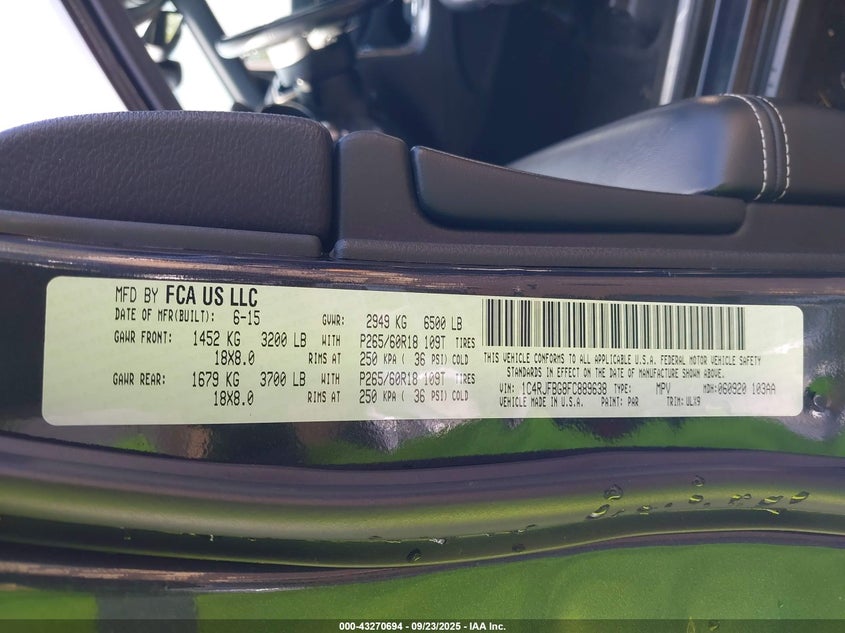 MFD BY FCA US LLC
DATE OF MFR(BUILT): 6-15 GVWR: 2949 KG 6500 LB
GAWR FRONT: 1452 KG 3200 LB WITH P265/60R18 109T TIRES
18X8.0 RIMS AT 250 KPA ( 36 PSI) COLD
GAWR REAR: 1679 KG 3700 LB WITH P265/60R18 109T TIRES
18X8.0 RIMS AT 250 KPA ( 36 PSI) COLD
THIS VEHICLE CONFORMS TO ALL APPLICABLE U.S.A. FEDERAL MOTOR VEHICLE SAFETY
STANDARDS IN EFFECT ON THE DATE OF MANUFACTURE SHOWN ABOVE.
VIN: 1C4RJFBG8FC889638 TYPE: MPV MDH: 060920 103AA
VEHICLE MADE IN U.S.A. PAINT: PAR TRIM: ULX9
000-43270694 - 09/23/2025 - IAA Inc.